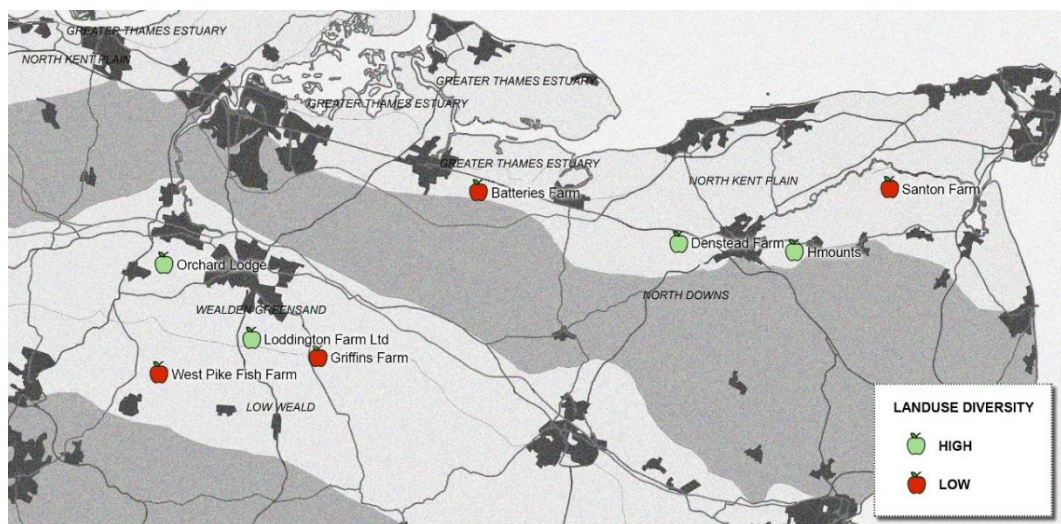 GREATER THAMES ESTUARY
NORTH KENT PLAIN
GREATER THAMES ESTUARY
GREATER THAMES ESTUARY
GREATER THAMES ESTUARY
NORTH KENT PLAIN
Batteries Farm
Santon Farm
Denstead Farm
Hmounts
Orchard Lodge
NORTH DOWNS
WEALDEN GREENSAND
Loddington Farm Ltd
Griffins Farm
West Pike Fish Farm
LOW WEALD
LANDUSE DIVERSITY
HIGH
LOW